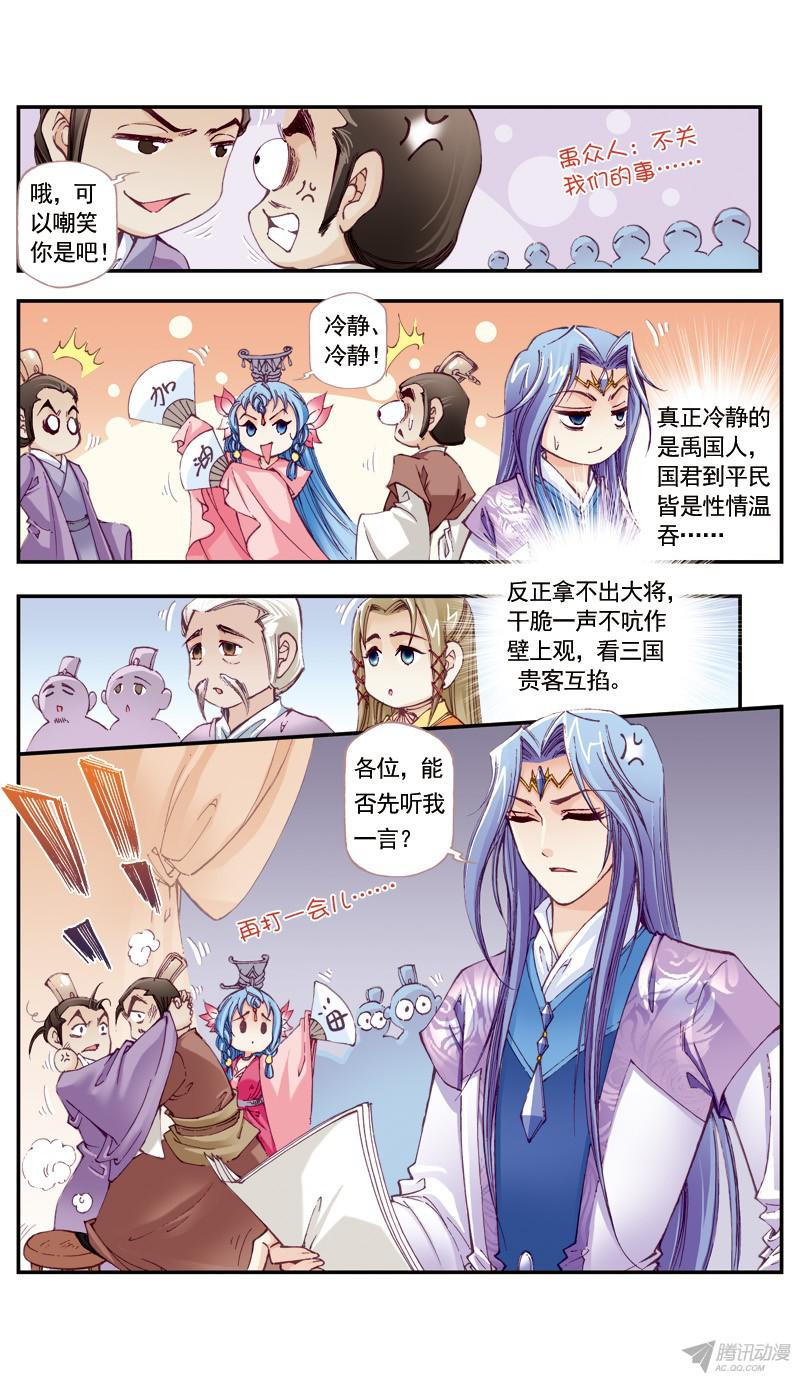 哦，可
以嘲笑
你是吧！
禹众人：不关
我们的事……
冷静、
冷静！
加
油
真正冷静的
是禹国人，
国君到平民
皆是性情温
吞……
反正拿不出大将，
干脆一声不吭作
壁上观，看三国
贵客互掐。
各位，能
否先听我
一言？
再打一会儿……
腾讯动漫
AC.QQ.COM